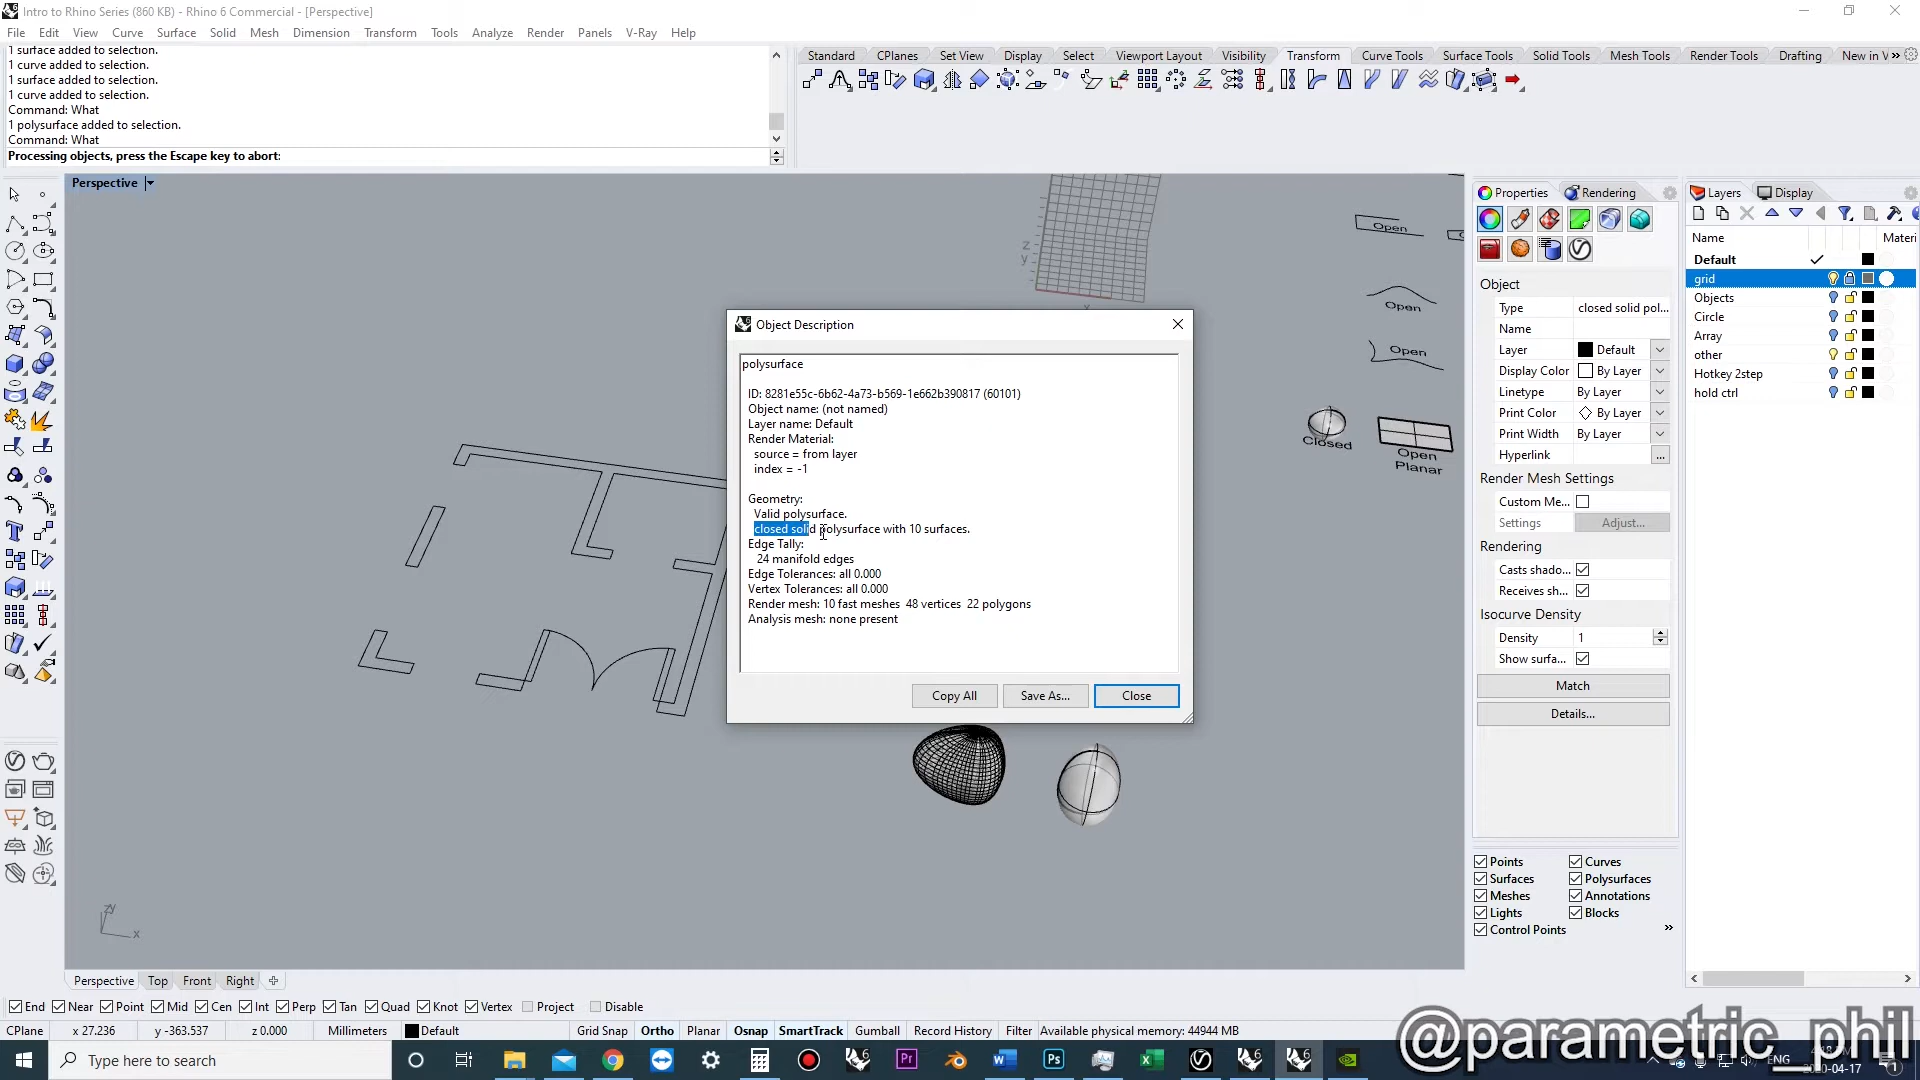 Intro to Rhino Series (860 KB) - Rhino 6 Commercial - [Perspective]
File Edit View Curve Surface Solid Mesh Dimension Transform Tools Analyze Render Panels V-Ray Help
1 surface added to selection.
1 curve added to selection.
1 surface added to selection.
1 curve added to selection.
Command: What
1 polysurface added to selection.
Command: What
Processing objects, press the Escape key to abort:
Standard CPlanes Set View Display Select Viewport Layout Visibility Transform Curve Tools Surface Tools Solid Tools Mesh Tools Render Tools Drafting New in V
Perspective
z
y
Open
Open
Open
Closed
Open
Planar
Object Description
polysurface
ID: 8281e55c-6b62-4a73-b569-1e662b390817 (60101)
Object name: (not named)
Layer name: Default
Render Material:
source = from layer
index = -1
Geometry:
Valid polysurface.
closed solid polysurface with 10 surfaces.
Edge Tally:
24 manifold edges
Edge Tolerances: all 0.000
Vertex Tolerances: all 0.000
Render mesh: 10 fast meshes 48 vertices 22 polygons
Analysis mesh: none present
Copy All Save As... Close
Properties Rendering
Object
Type closed solid pol...
Name
Layer Default
Display Color By Layer
Linetype By Layer
Print Color By Layer
Print Width By Layer
Hyperlink ...
Render Mesh Settings
Custom Me...
Settings Adjust...
Rendering
Casts shado...
Receives sh...
Isocurve Density
Density 1
Show surfa...
Match
Details...
Points Curves
Surfaces Polysurfaces
Meshes Annotations
Lights Blocks
Control Points
Layers Display
Name Materi
Default
grid
Objects
Circle
Array
other
Hotkey 2step
hold ctrl
x
Perspective Top Front Right
End Near Point Mid Cen Int Perp Tan Quad Knot Vertex Project Disable
CPlane x 27.236 y -363.537 z 0.000 Millimeters Default Grid Snap Ortho Planar Osnap SmartTrack Gumball Record History Filter Available physical memory: 44944 MB
Type here to search
ENG
@parametric_phil